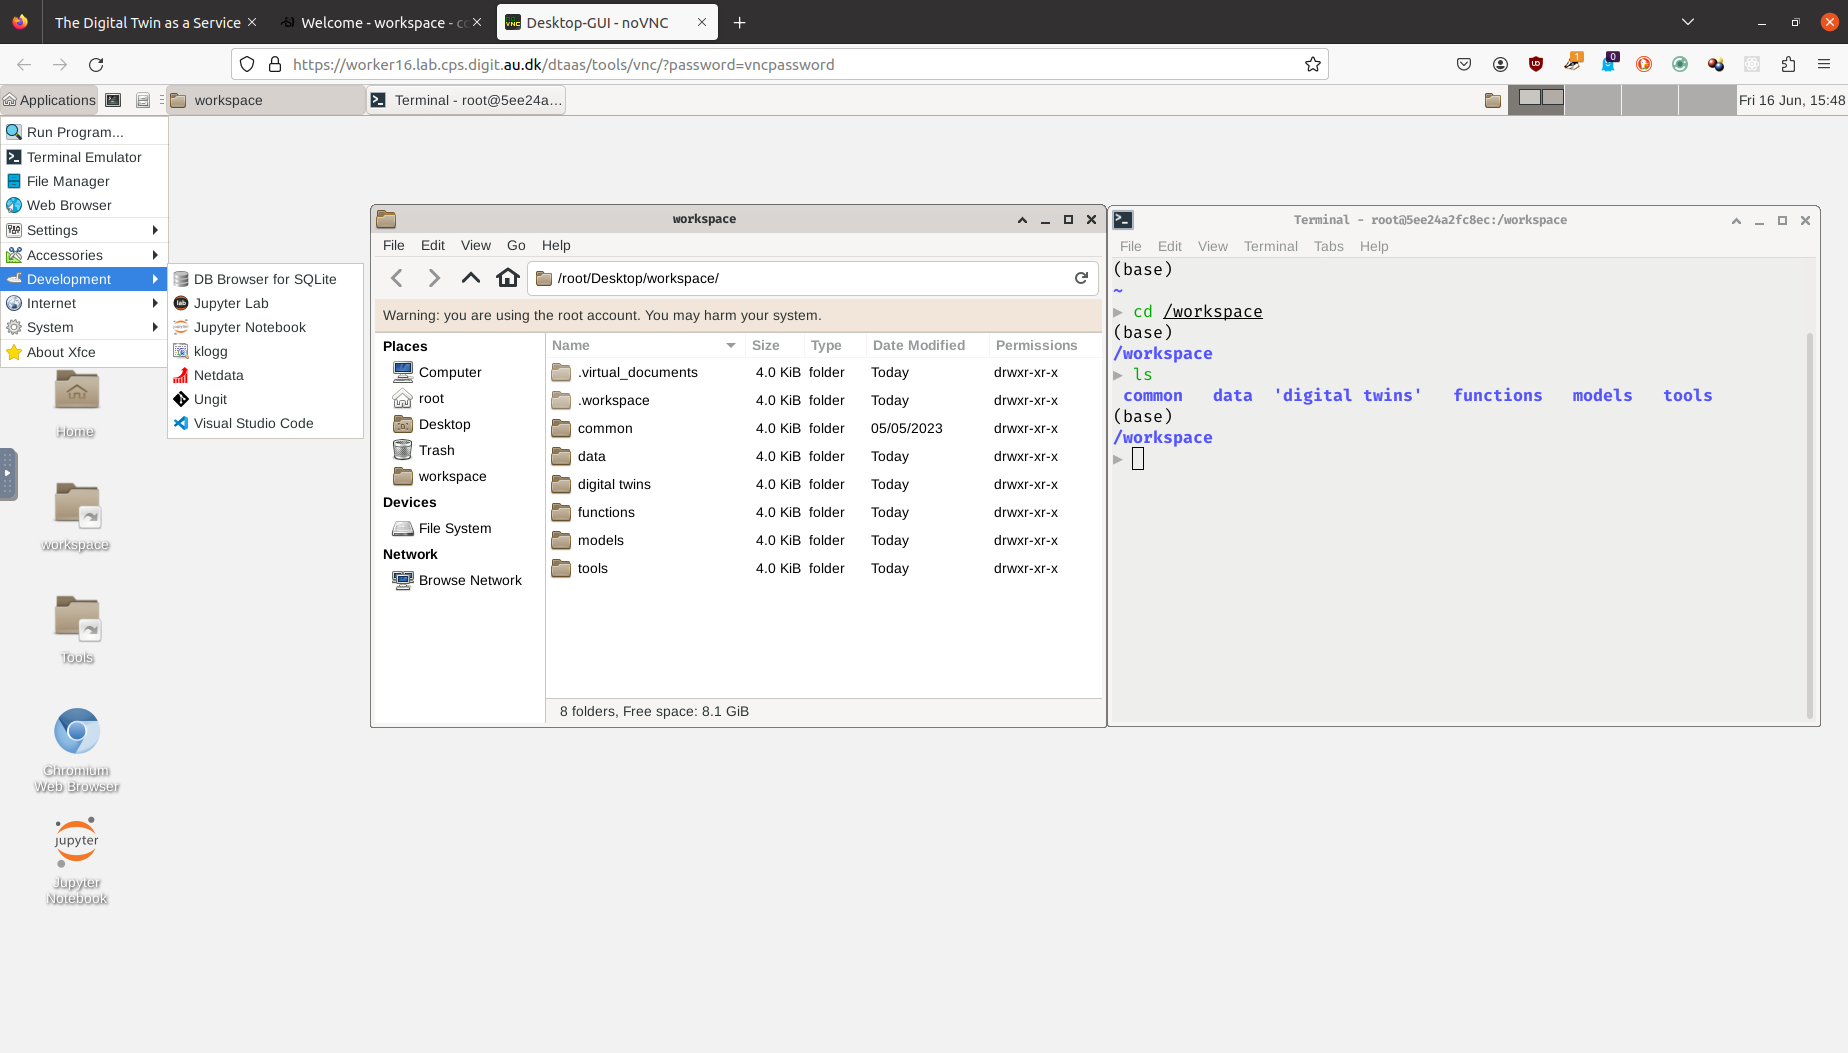 The Digital Twin as a Service
Welcome - workspace - co
Desktop-GUI - noVNC
https://worker16.lab.cps.digit.au.dk/dtaas/tools/vnc/?password=vncpassword
1
0
Applications
workspace
Terminal - root@5ee24a...
Fri 16 Jun, 15:48
Run Program...
Terminal Emulator
File Manager
Web Browser
Settings
Accessories
Development
Internet
System
About Xfce
DB Browser for SQLite
Jupyter Lab
Jupyter Notebook
klogg
Netdata
Ungit
Visual Studio Code
Home
workspace
Tools
Chromium
Web Browser
jupyter
Jupyter
Notebook
workspace
File Edit View Go Help
/root/Desktop/workspace/
Warning: you are using the root account. You may harm your system.
Places
Computer
root
Desktop
Trash
workspace
Devices
File System
Network
Browse Network
Name Size Type Date Modified Permissions
.virtual_documents 4.0 KiB folder Today drwxr-xr-x
.workspace 4.0 KiB folder Today drwxr-xr-x
common 4.0 KiB folder 05/05/2023 drwxr-xr-x
data 4.0 KiB folder Today drwxr-xr-x
digital twins 4.0 KiB folder Today drwxr-xr-x
functions 4.0 KiB folder Today drwxr-xr-x
models 4.0 KiB folder Today drwxr-xr-x
tools 4.0 KiB folder Today drwxr-xr-x
8 folders, Free space: 8.1 GiB
Terminal - root@5ee24a2fc8ec:/workspace
File Edit View Terminal Tabs Help
(base)
~
cd /workspace
(base)
/workspace
ls
common data 'digital twins' functions models tools
(base)
/workspace